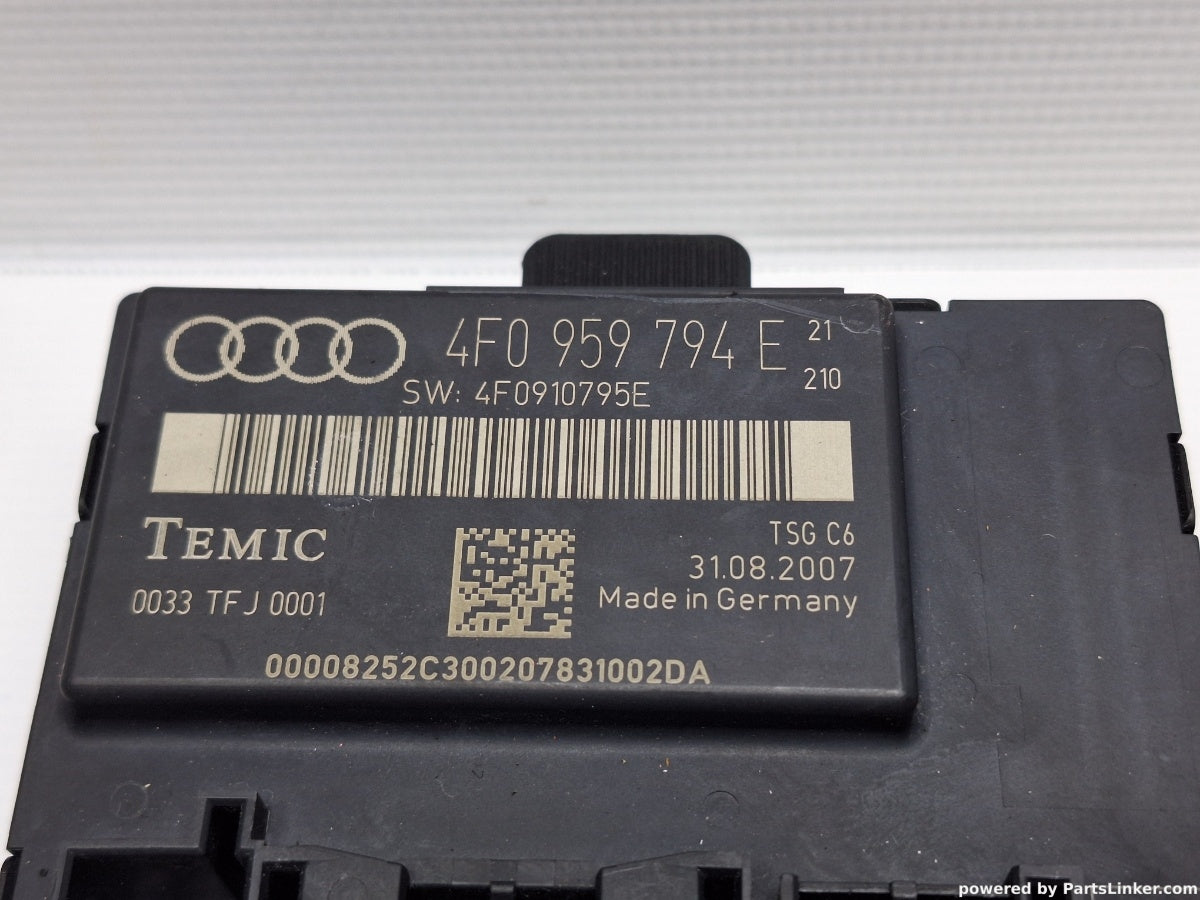 4F0 959 794 E 21
210
SW: 4F0910795E
TEMIC
TSG C6
31.08.2007
0033 TFJ 0001
Made in Germany
00008252C300207831002DA
powered by PartsLinker.com